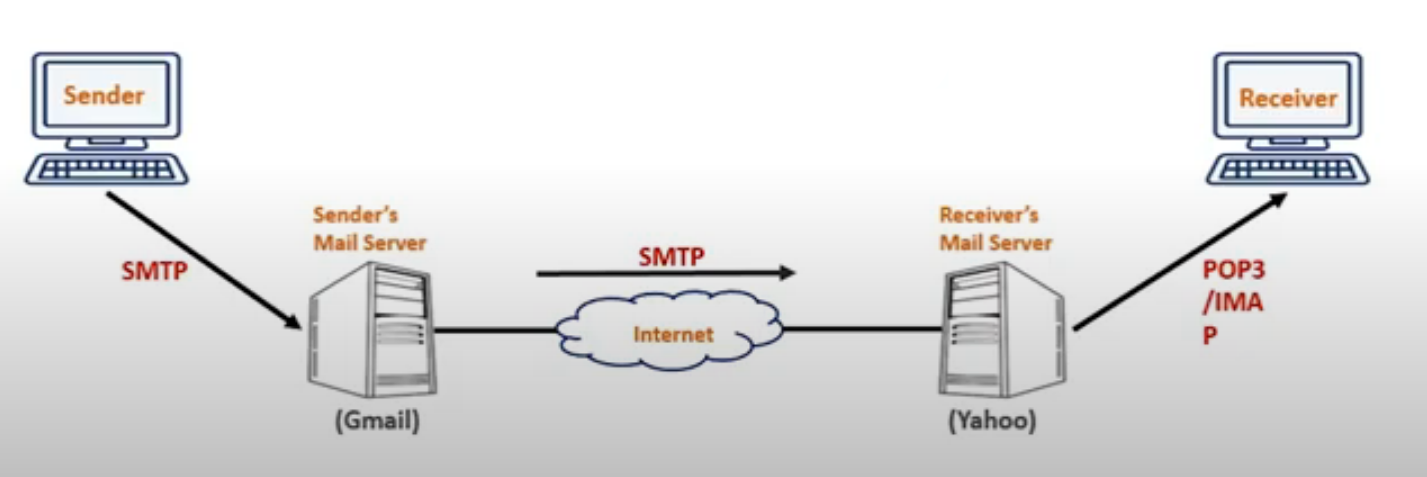 Sender
Receiver
Sender's
Mail Server
Receiver's
Mail Server
SMTP
SMTP
POP3
/IMA
P
Internet
(Gmail)
(Yahoo)